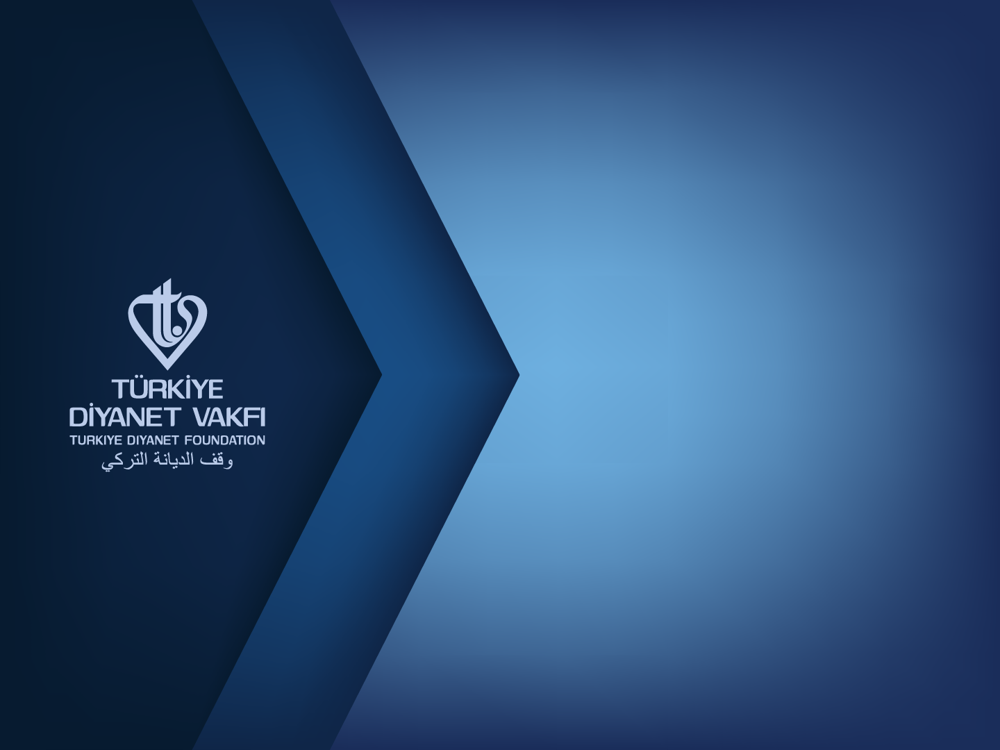 TÜRKİYE
DİYANET VAKFI
TURKIYE DIYANET FOUNDATION
وقف الديانة التركي